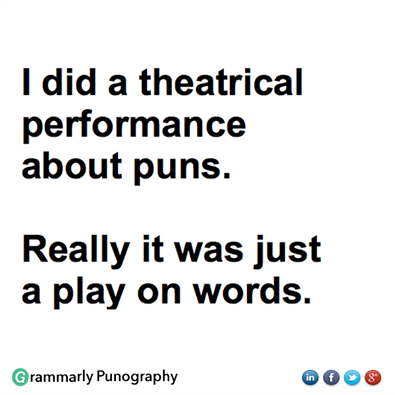 I did a theatrical
performance
about puns.
Really it was just
a play on words.
Grammarly Punography
in f g+